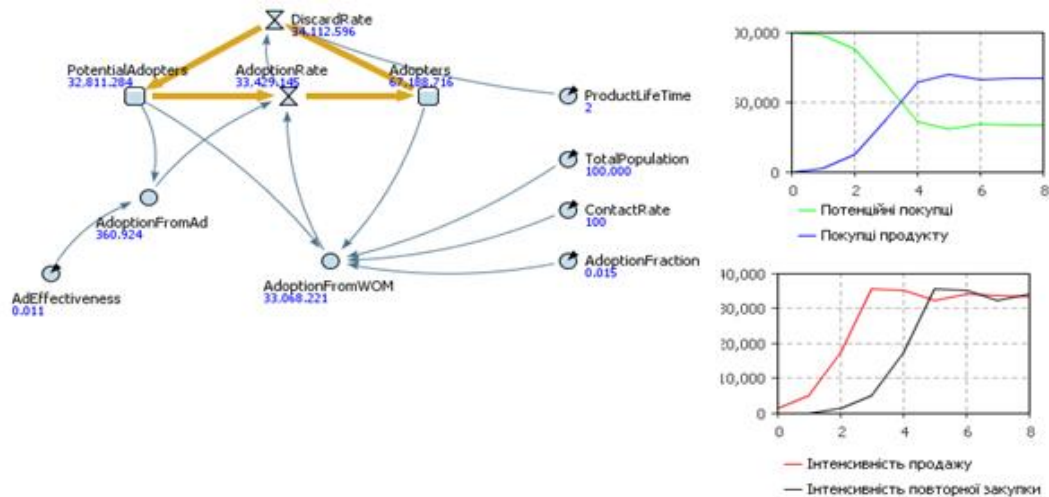 DiscardRate
34,112.596
PotentialAdopters
32,811.284
AdoptionRate
33,429.145
Adopters
67,188.716
ProductLifeTime
2
TotalPopulation
100.000
ContactRate
100
AdoptionFraction
0.015
AdoptionFromAd
360.924
AdEffectiveness
0.011
AdoptionFromWOM
33.068.221
00,000
50,000
0
0 2 4 6 8
Потенційні покупці
Покупці продукту
40,000
30,000
20,000
10,000
0
0 2 4 6 8
Інтенсивність продажу
Інтенсивність повторної закупки